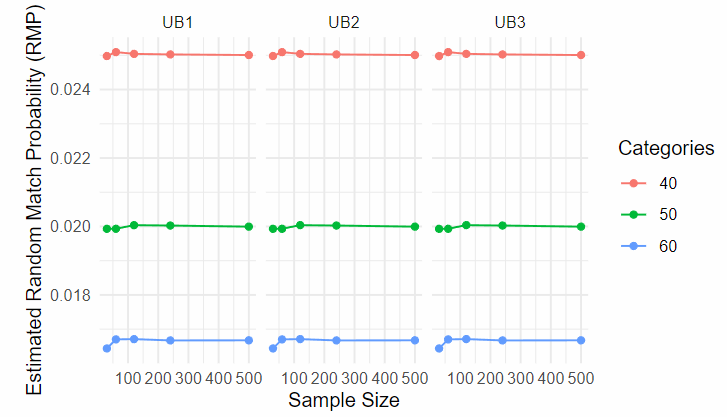 UB1 UB2 UB3
Estimated Random Match Probability (RMP)
0.024
0.022
0.020
0.018
100 200 300 400 500 100 200 300 400 500 100 200 300 400 500
Sample Size
Categories
40
50
60